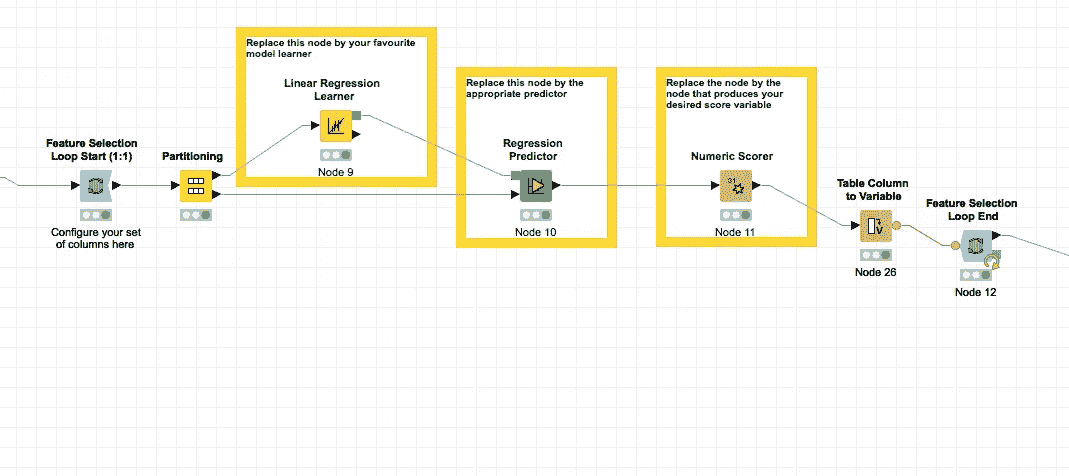 Replace this node by your favourite
model learner
Linear Regression
Learner
Node 9
Replace this node by the
appropriate predictor
Regression
Predictor
Node 10
Replace the node by the
node that produces your
desired score variable
Numeric Scorer
31
Node 11
Feature Selection
Loop Start (1:1)
Configure your set
of columns here
Partitioning
Table Column
to Variable
V
Node 26
Feature Selection
Loop End
Node 12